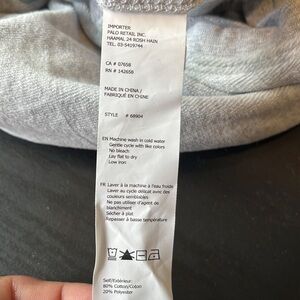 IMPORTER
PALO RETAIL INC.
HAAMAL 24 ROSH HAIN
TEL. 03-5419744
CA # 07658
RN # 142658
MADE IN CHINA /
FABRIQUÉ EN CHINE
STYLE # 68904
EN Machine wash in cold water
Gentle cycle with like colors
No bleach
Lay flat to dry
Low iron
FR Laver à la machine à l'eau froide
Laver au cycle délicat avec des
couleurs semblables
Ne pas utiliser d'agent de
blanchiment
Sécher à plat
Repasser à basse température
Self/Extérieur:
80% Cotton/Coton
20% Polyester